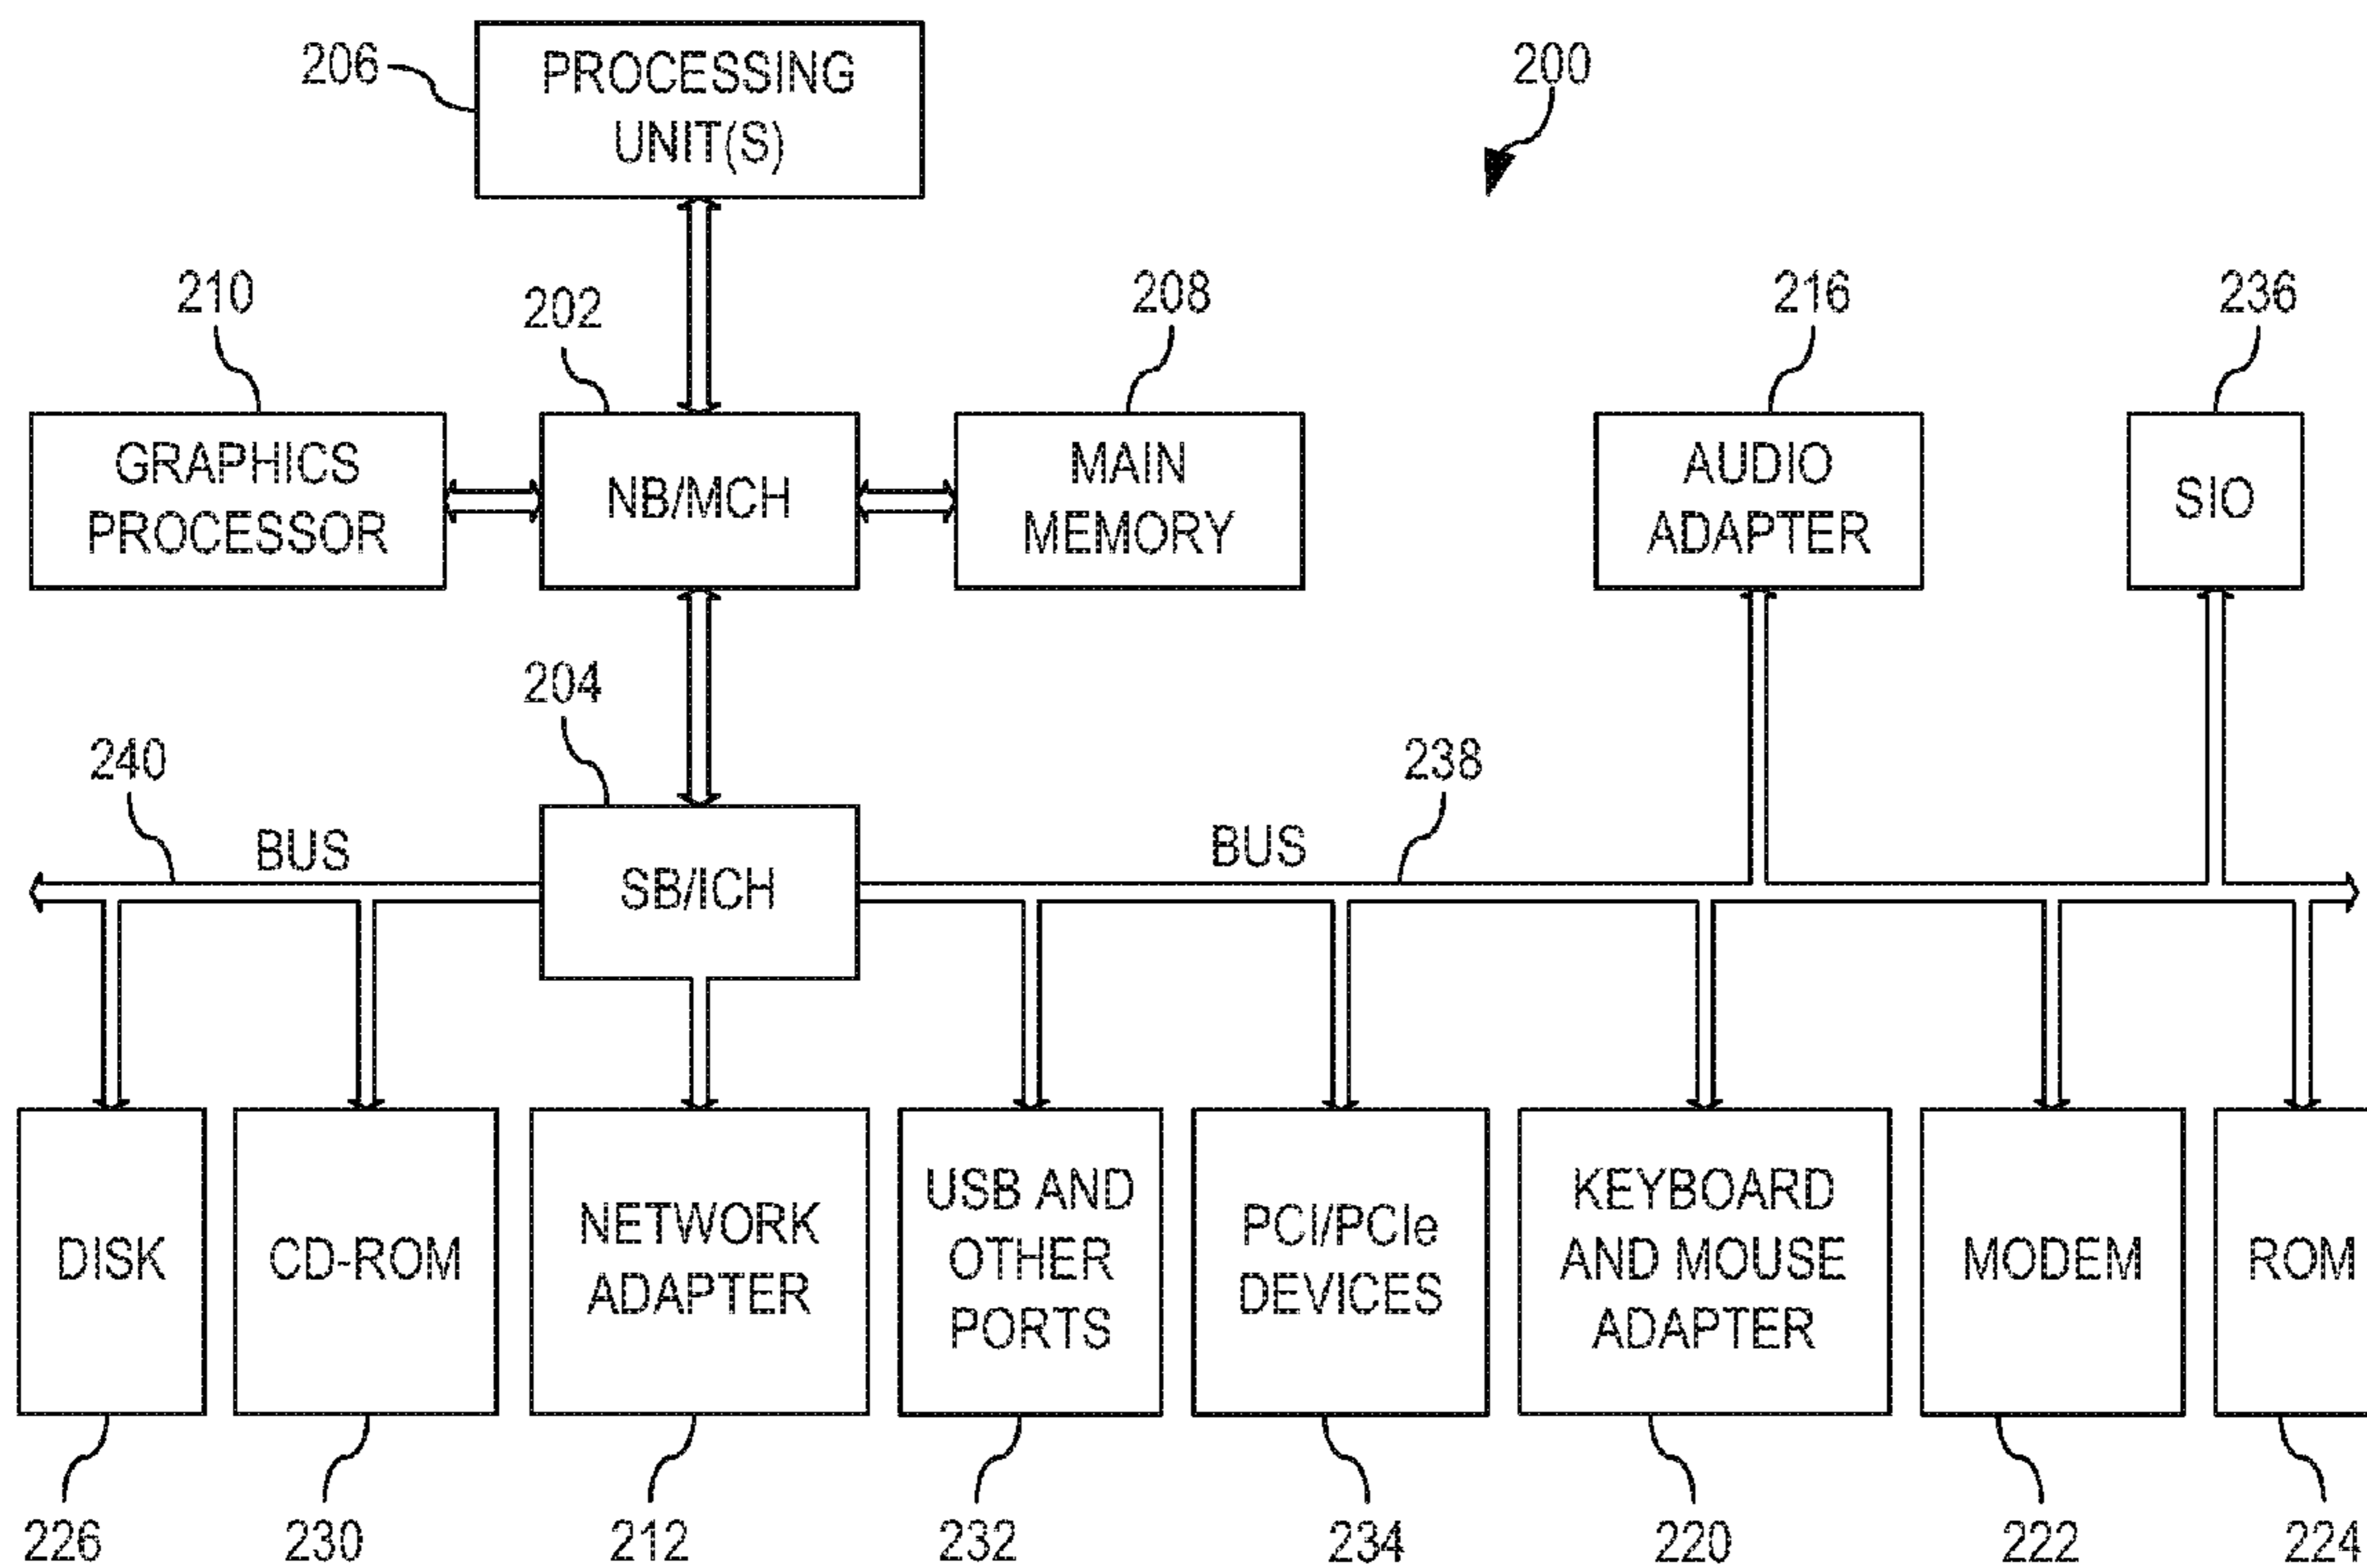 206
PROCESSING
UNIT(S)
200
210
202
208
216
236
GRAPHICS
PROCESSOR
NB/MCH
MAIN
MEMORY
AUDIO
ADAPTER
SIO
204
240
238
BUS
BUS
SB/ICH
DISK
CD-ROM
NETWORK
ADAPTER
USB AND
OTHER
PORTS
PCI/PCIe
DEVICES
KEYBOARD
AND MOUSE
ADAPTER
MODEM
ROM
226
230
212
232
234
220
222
224